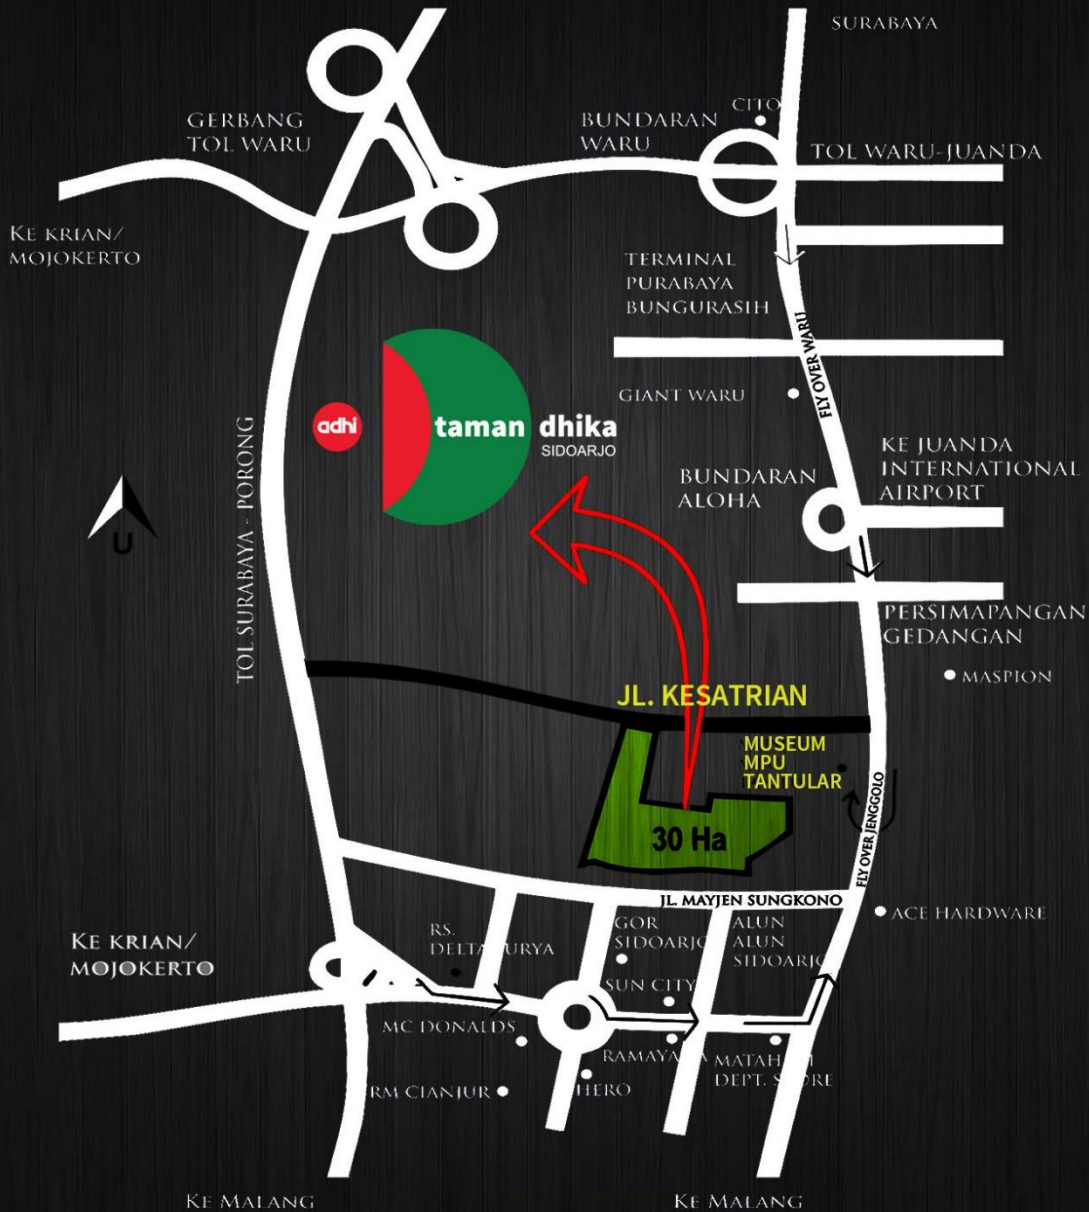 SURABAYA
CITO
GERBANG
TOL WARU
BUNDARAN
WARU
TOL WARU-JUANDA
KE KRIAN/
MOJOKERTO
TERMINAL
PURABAYA
BUNGURASIH
FLY OVER WARU
GIANT WARU
adhi
taman dhika
SIDOARJO
KE JUANDA
INTERNATIONAL
AIRPORT
BUNDARAN
ALOHA
U
TOL SURABAYA - PORONG
PERSIMAPANGAN
GEDANGAN
MASPION
JL. KESATRIAN
MUSEUM
MPU
TANTULAR
FLY OVER JENGGOLO
30 Ha
JL. MAYJEN SUNGKONO
ACE HARDWARE
KE KRIAN/
MOJOKERTO
RS.
GOR
SIDOARJO
ALUN
ALUN
SIDOARJO
SUN CITY
MC DONALDS
RM CIANJUR
HERO
DEPT.
KE MALANG
KE MALANG